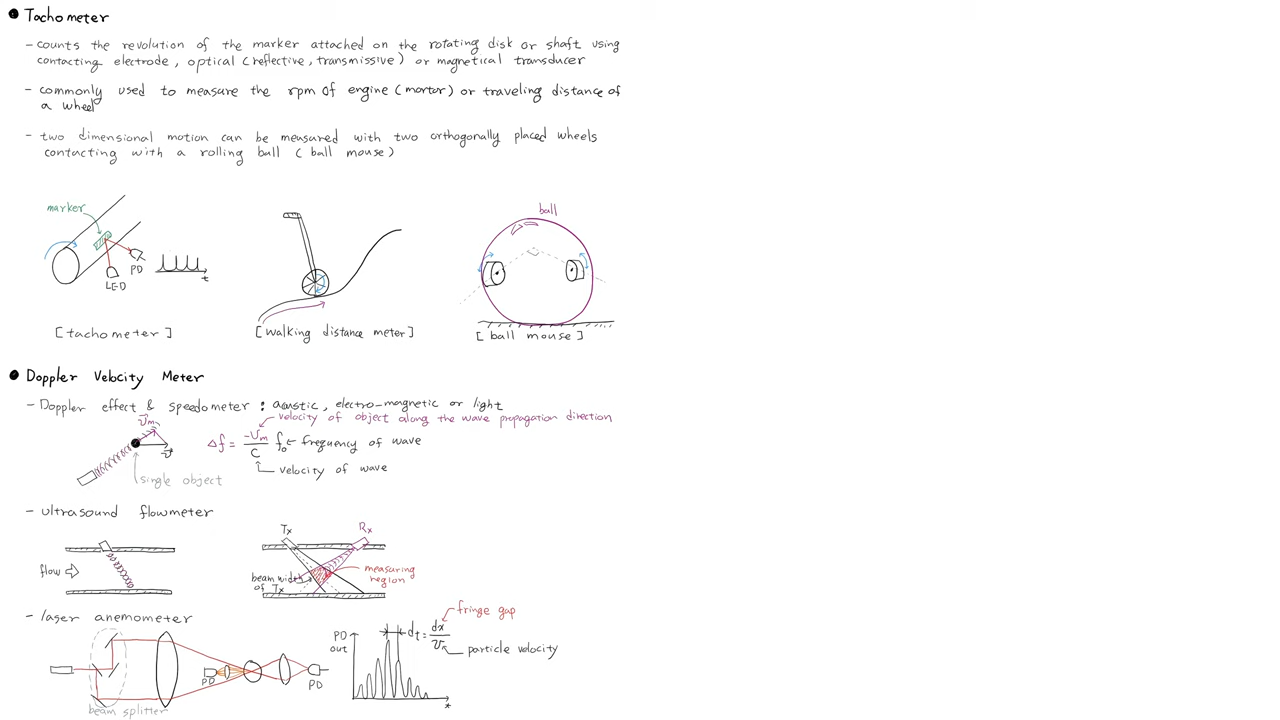 ● Tachometer
- counts the revolution of the marker attached on the rotating disk or shaft using
contacting electrode, optical (reflective, transmissive) or magnetical transducer
- commonly used to measure the rpm of engine (mortor) or traveling distance of
a wheel
- two dimensional motion can be measured with two orthogonally placed wheels
contacting with a rolling ball (ball mouse)
marker
PD
LED
t
[tachometer]
[walking distance meter]
ball
[ball mouse]
● Doppler Velocity Meter
- Doppler effect & speedometer : acoustic, electro-magnetic or light
velocity of object along the wave propagation direction
Vm
V
Δf = -Vm/C f₀ ← frequency of wave
velocity of wave
single object
- ultrasound flowmeter
flow
Tx
Rx
beam width
of Tx
measuring
region
- laser anemometer
fringe gap
PD
out
dt = dx/V
particle velocity
PD
PD
beam splitter